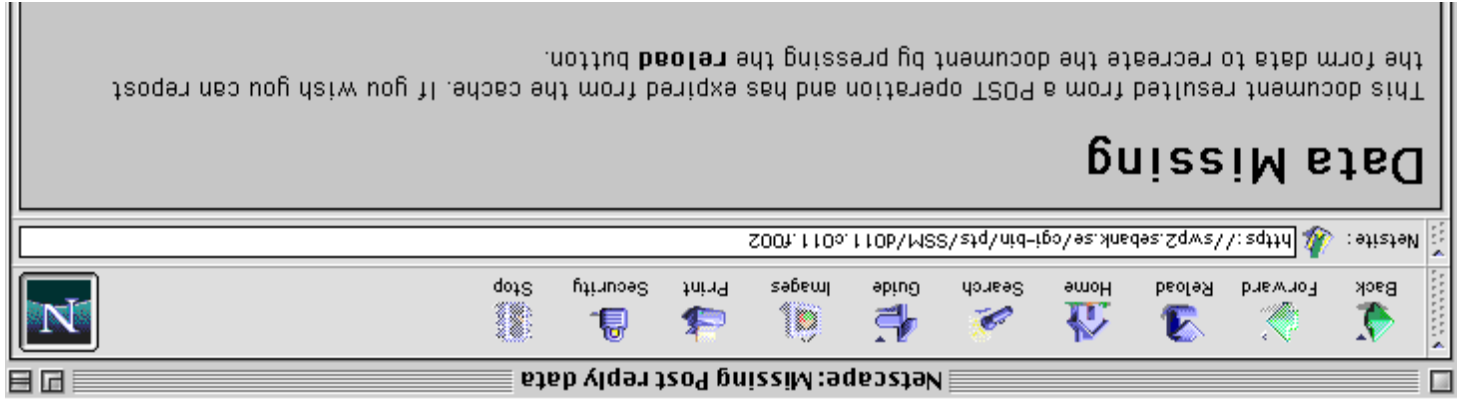 Netscape: Missing Post reply data
Back Forward Reload Home Search Guide Images Print Security Stop
N
Netsite: https://swp2.sebank.se/cgi-bin/pts/SSM/d011.c011.f002
Data Missing
This document resulted from a POST operation and has expired from the cache. If you wish you can repost
the form data to recreate the document by pressing the reload button.